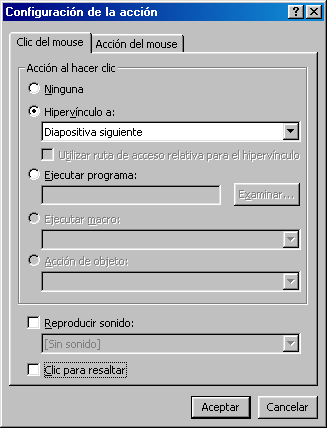 Configuración de la acción
Clic del mouse
Acción del mouse
Acción al hacer clic
Ninguna
Hipervínculo a:
Diapositiva siguiente
Utilizar ruta de acceso relativa para el hipervínculo
Ejecutar programa:
Examinar...
Ejecutar macro:
Acción de objeto:
Reproducir sonido:
[Sin sonido]
Clic para resaltar
Aceptar
Cancelar